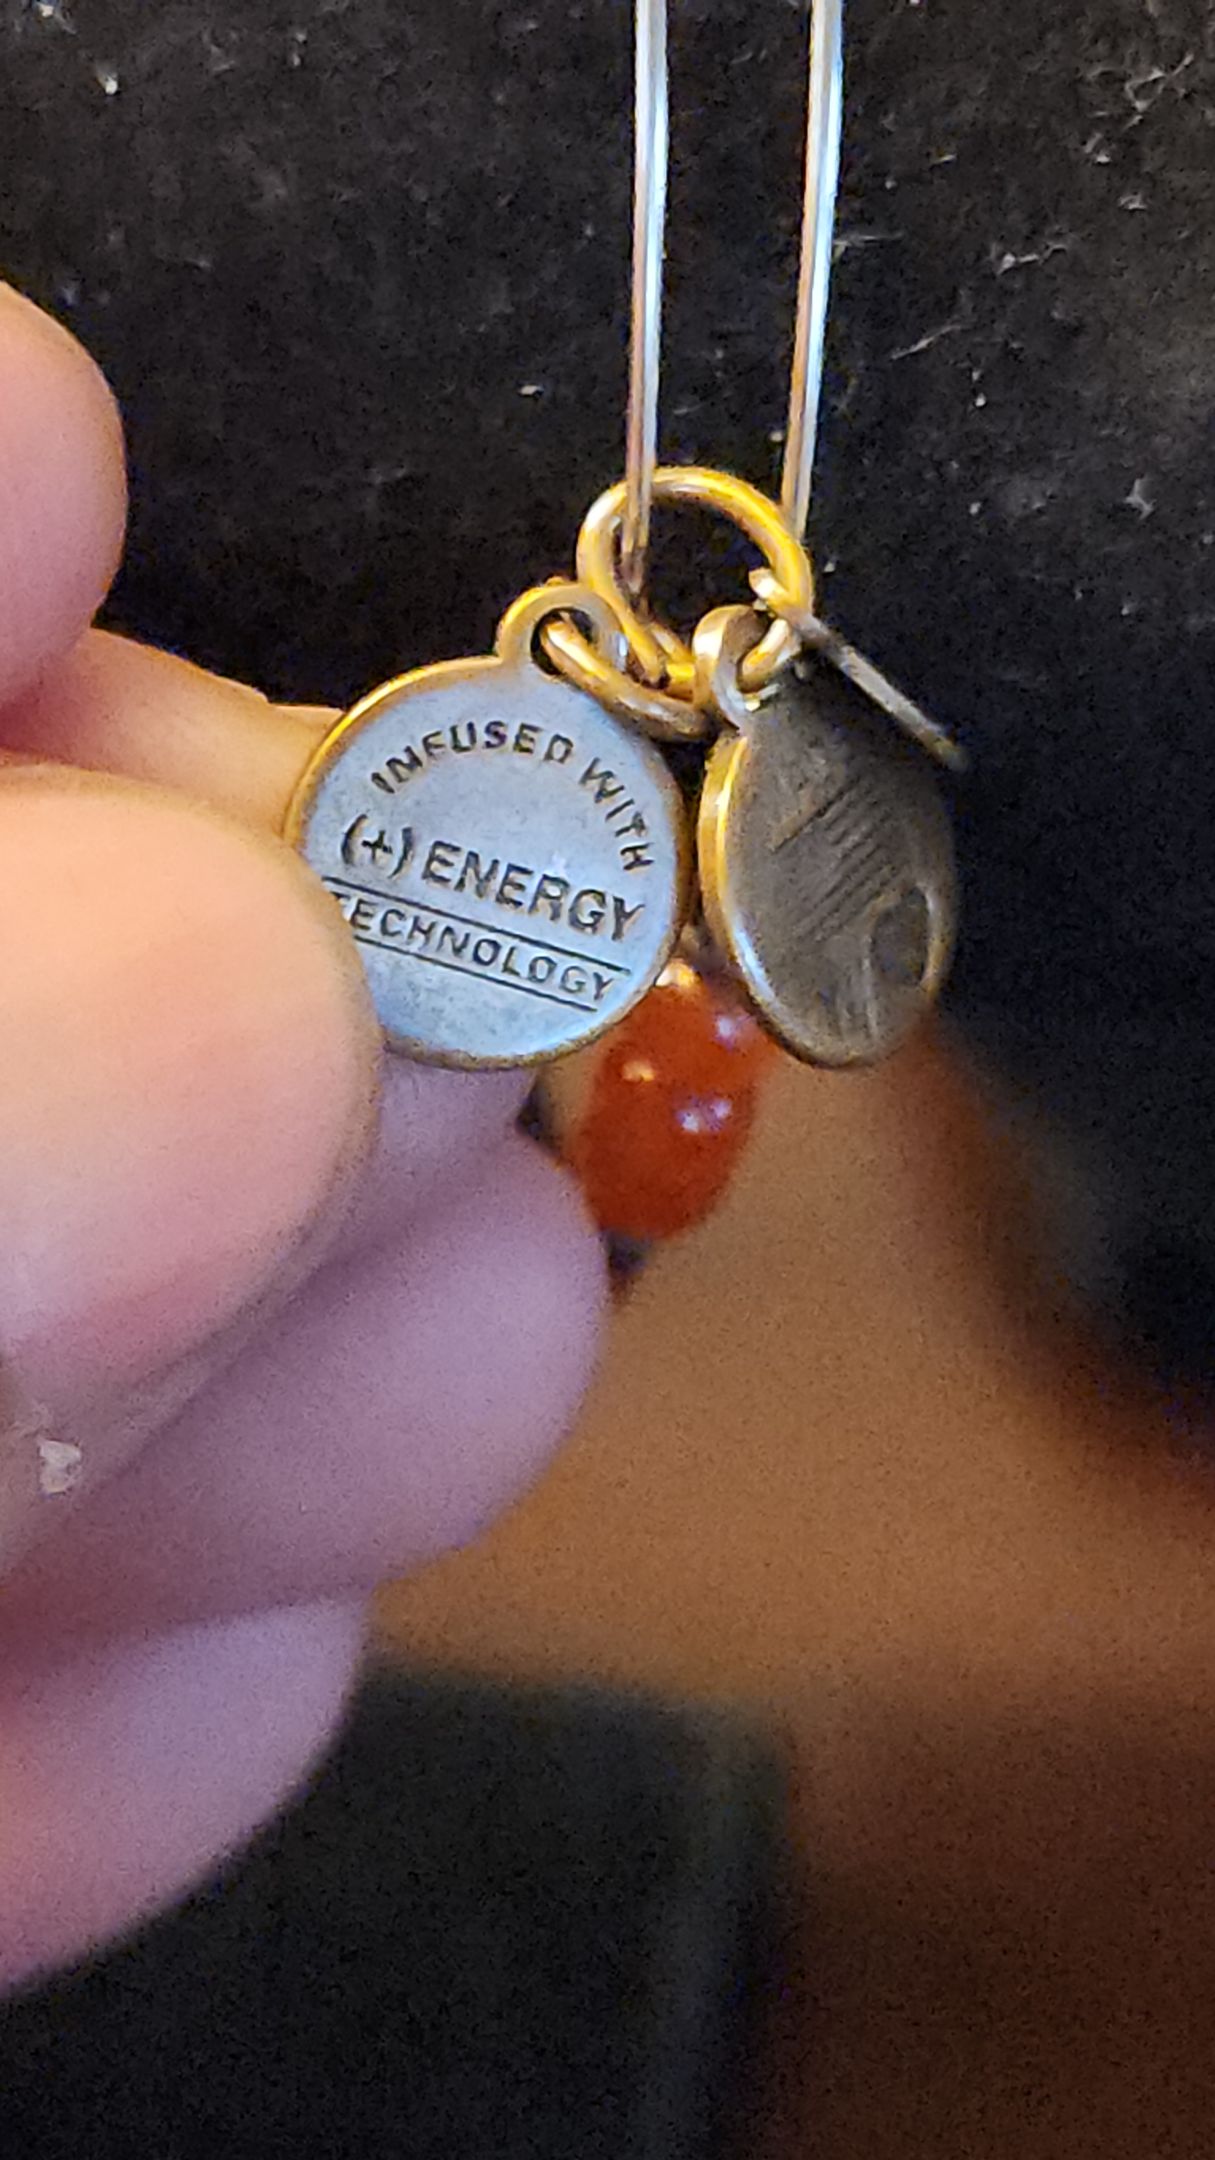 INFUSED WITH
(+) ENERGY
TECHNOLOGY